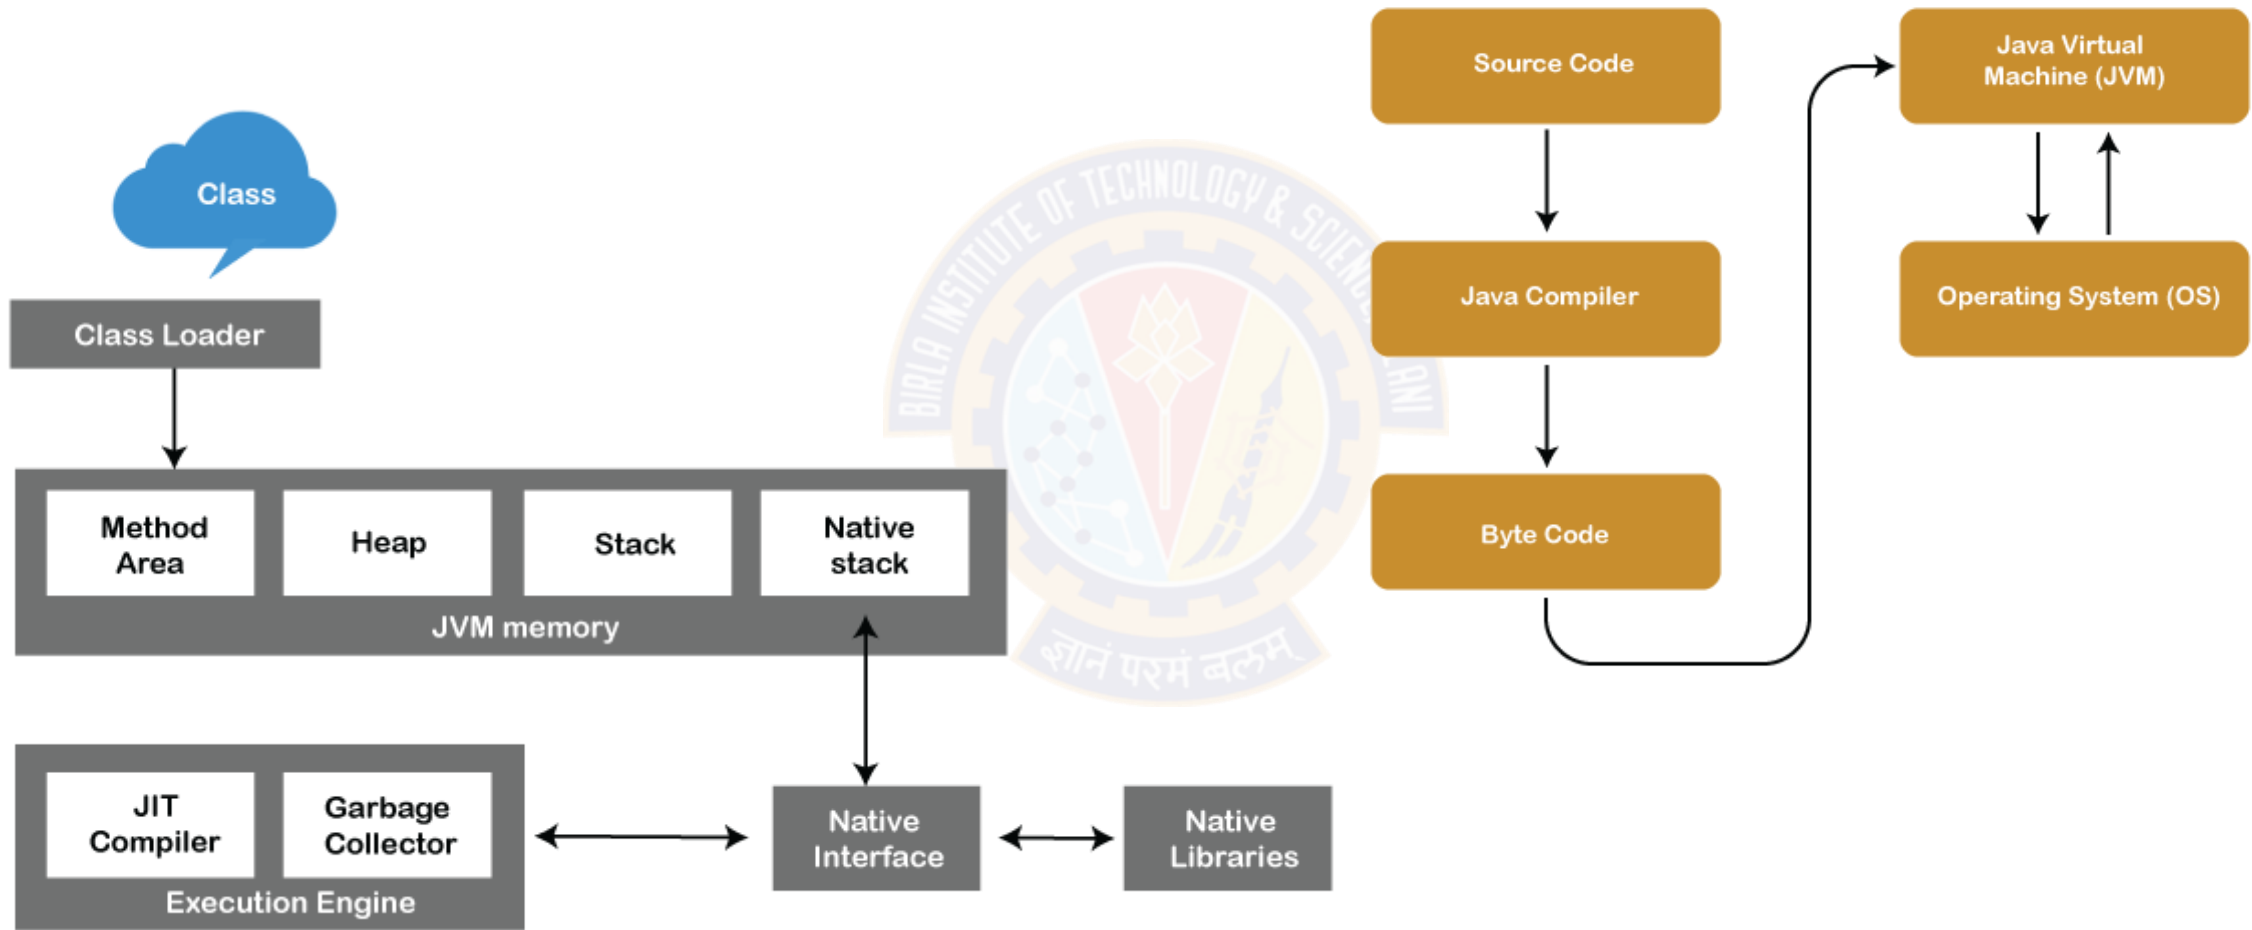 Class
Class Loader
Method
Area
Heap
Stack
Native
stack
JVM memory
JIT
Compiler
Garbage
Collector
Execution Engine
Native
Interface
Native
Libraries
Source Code
Java Compiler
Byte Code
Java Virtual
Machine (JVM)
Operating System (OS)
BIRLA INSTITUTE OF TECHNOLOGY & SCIENCE
ज्ञानं परमं बलम्